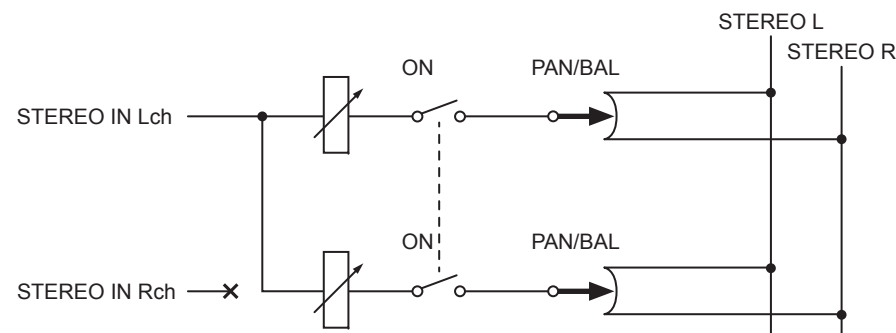 STEREO L
STEREO R
ON
PAN/BAL
STEREO IN Lch
ON
PAN/BAL
STEREO IN Rch